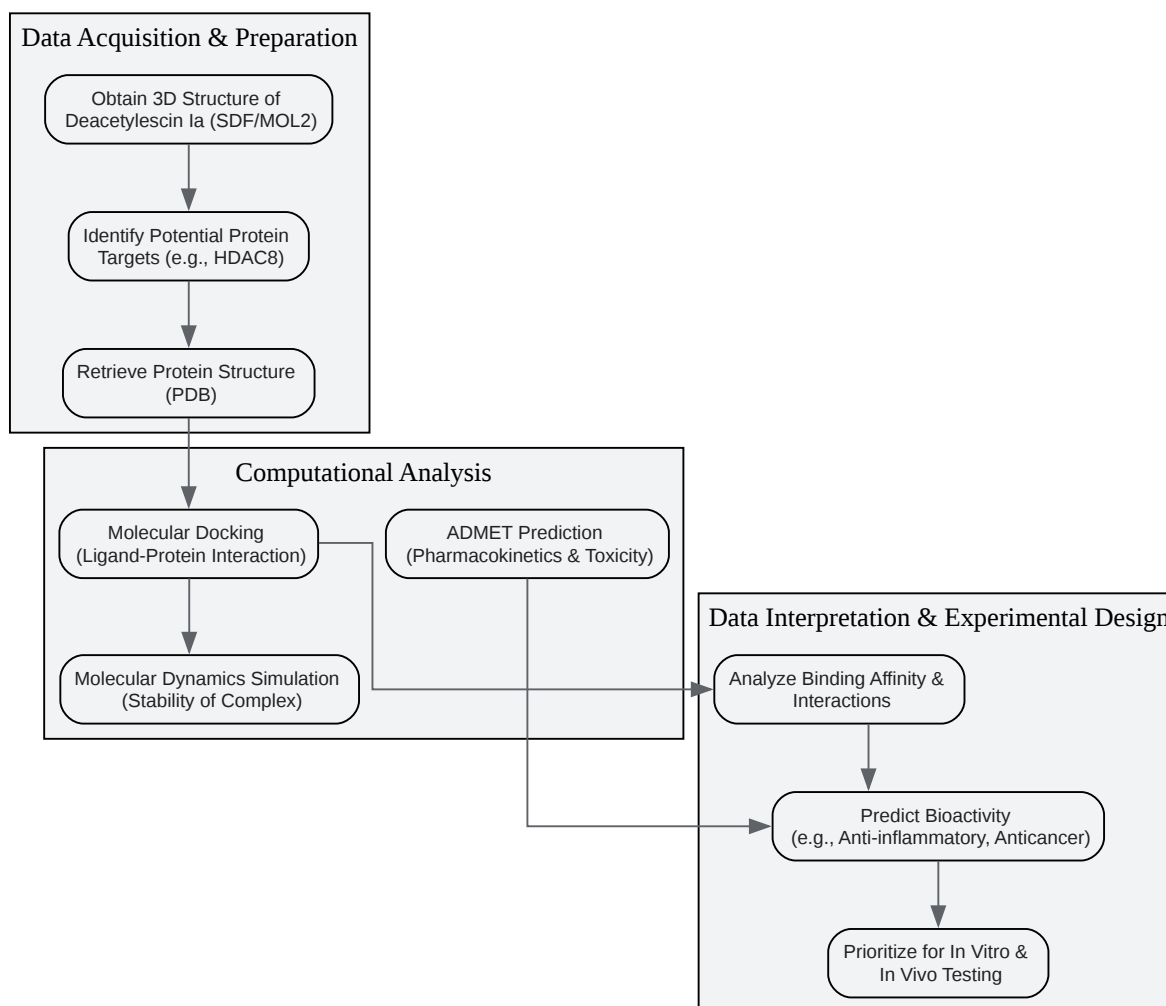 Data Acquisition & Preparation
Obtain 3D Structure of
Deacetylescin Ia (SDF/MOL2)
Identify Potential Protein
Targets (e.g., HDAC8)
Retrieve Protein Structure
(PDB)
Computational Analysis
Molecular Docking
(Ligand-Protein Interaction)
ADMET Prediction
(Pharmacokinetics & Toxicity)
Molecular Dynamics Simulation
(Stability of Complex)
Data Interpretation & Experimental Design
Analyze Binding Affinity &
Interactions
Predict Bioactivity
(e.g., Anti-inflammatory, Anticancer)
Prioritize for In Vitro &
In Vivo Testing